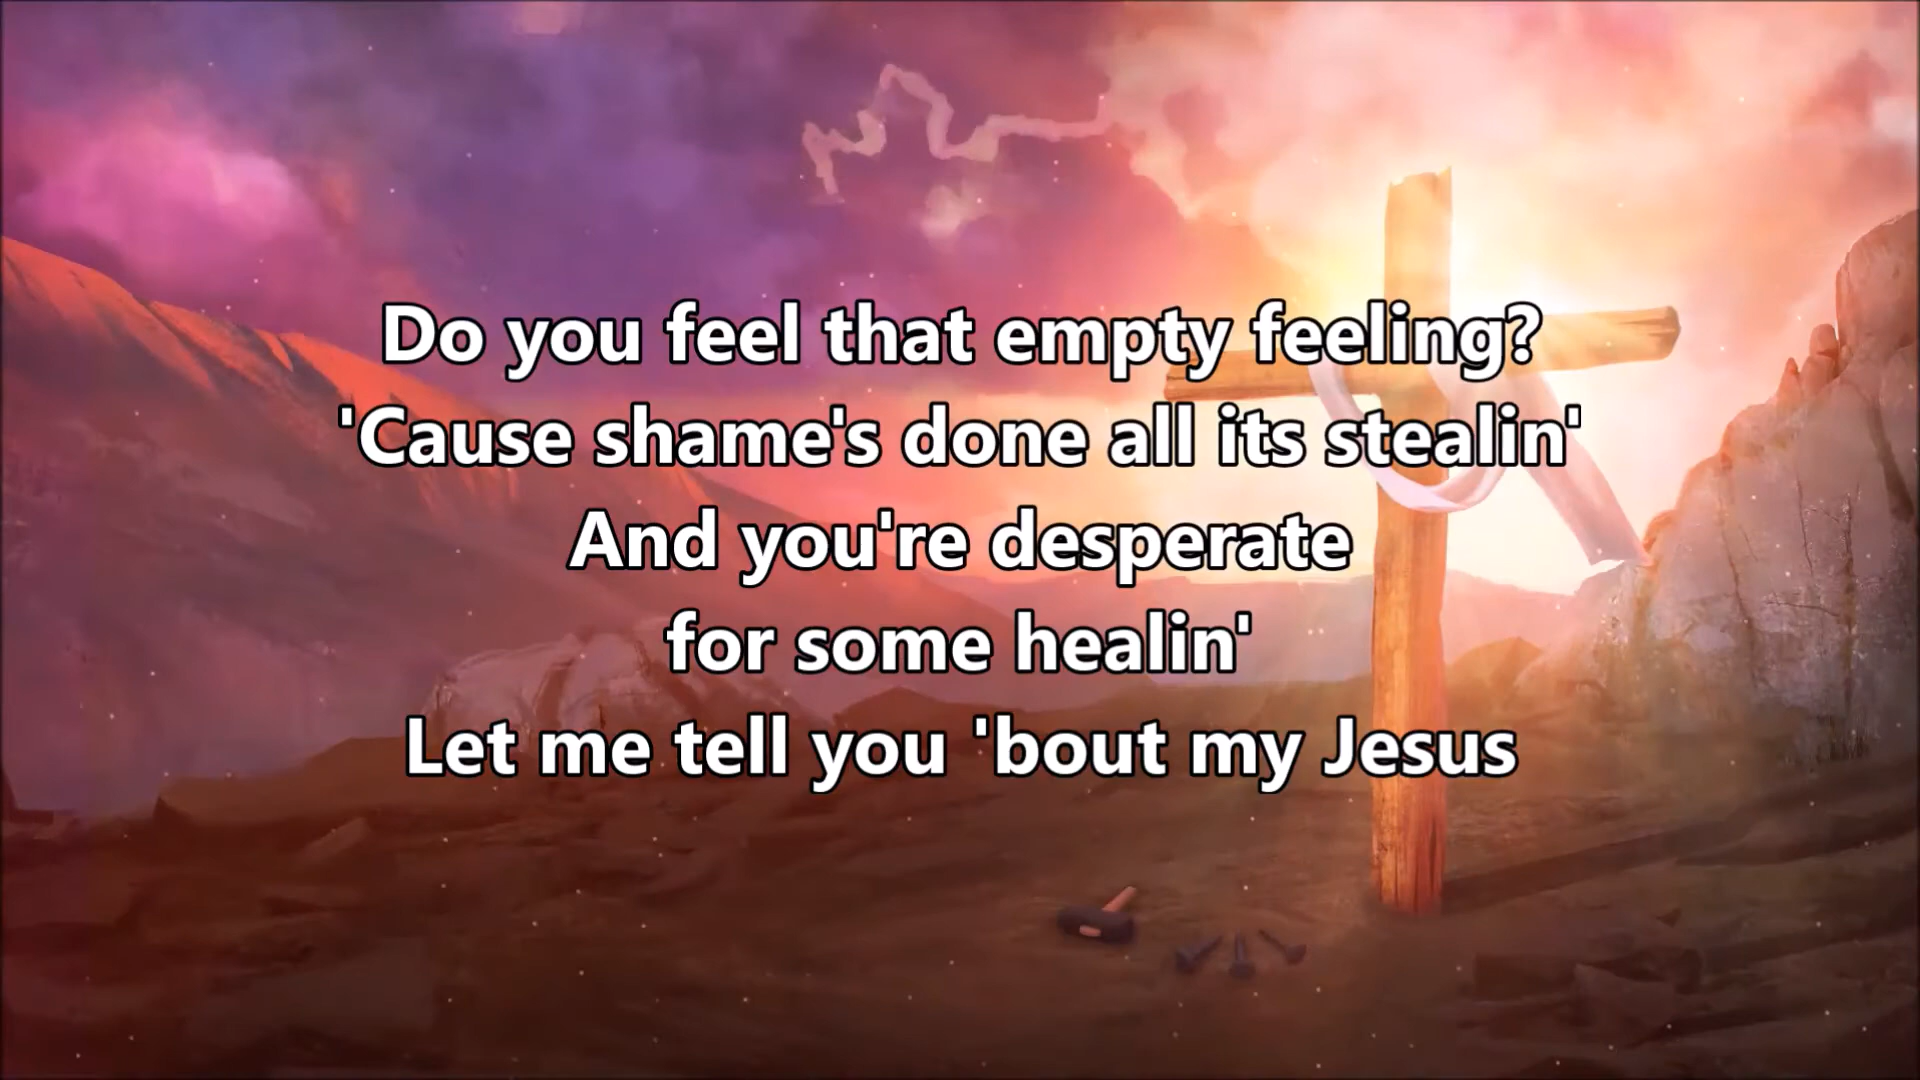 Do you feel that empty feeling?
'Cause shame's done all its stealin'
And you're desperate
for some healin'
Let me tell you 'bout my Jesus